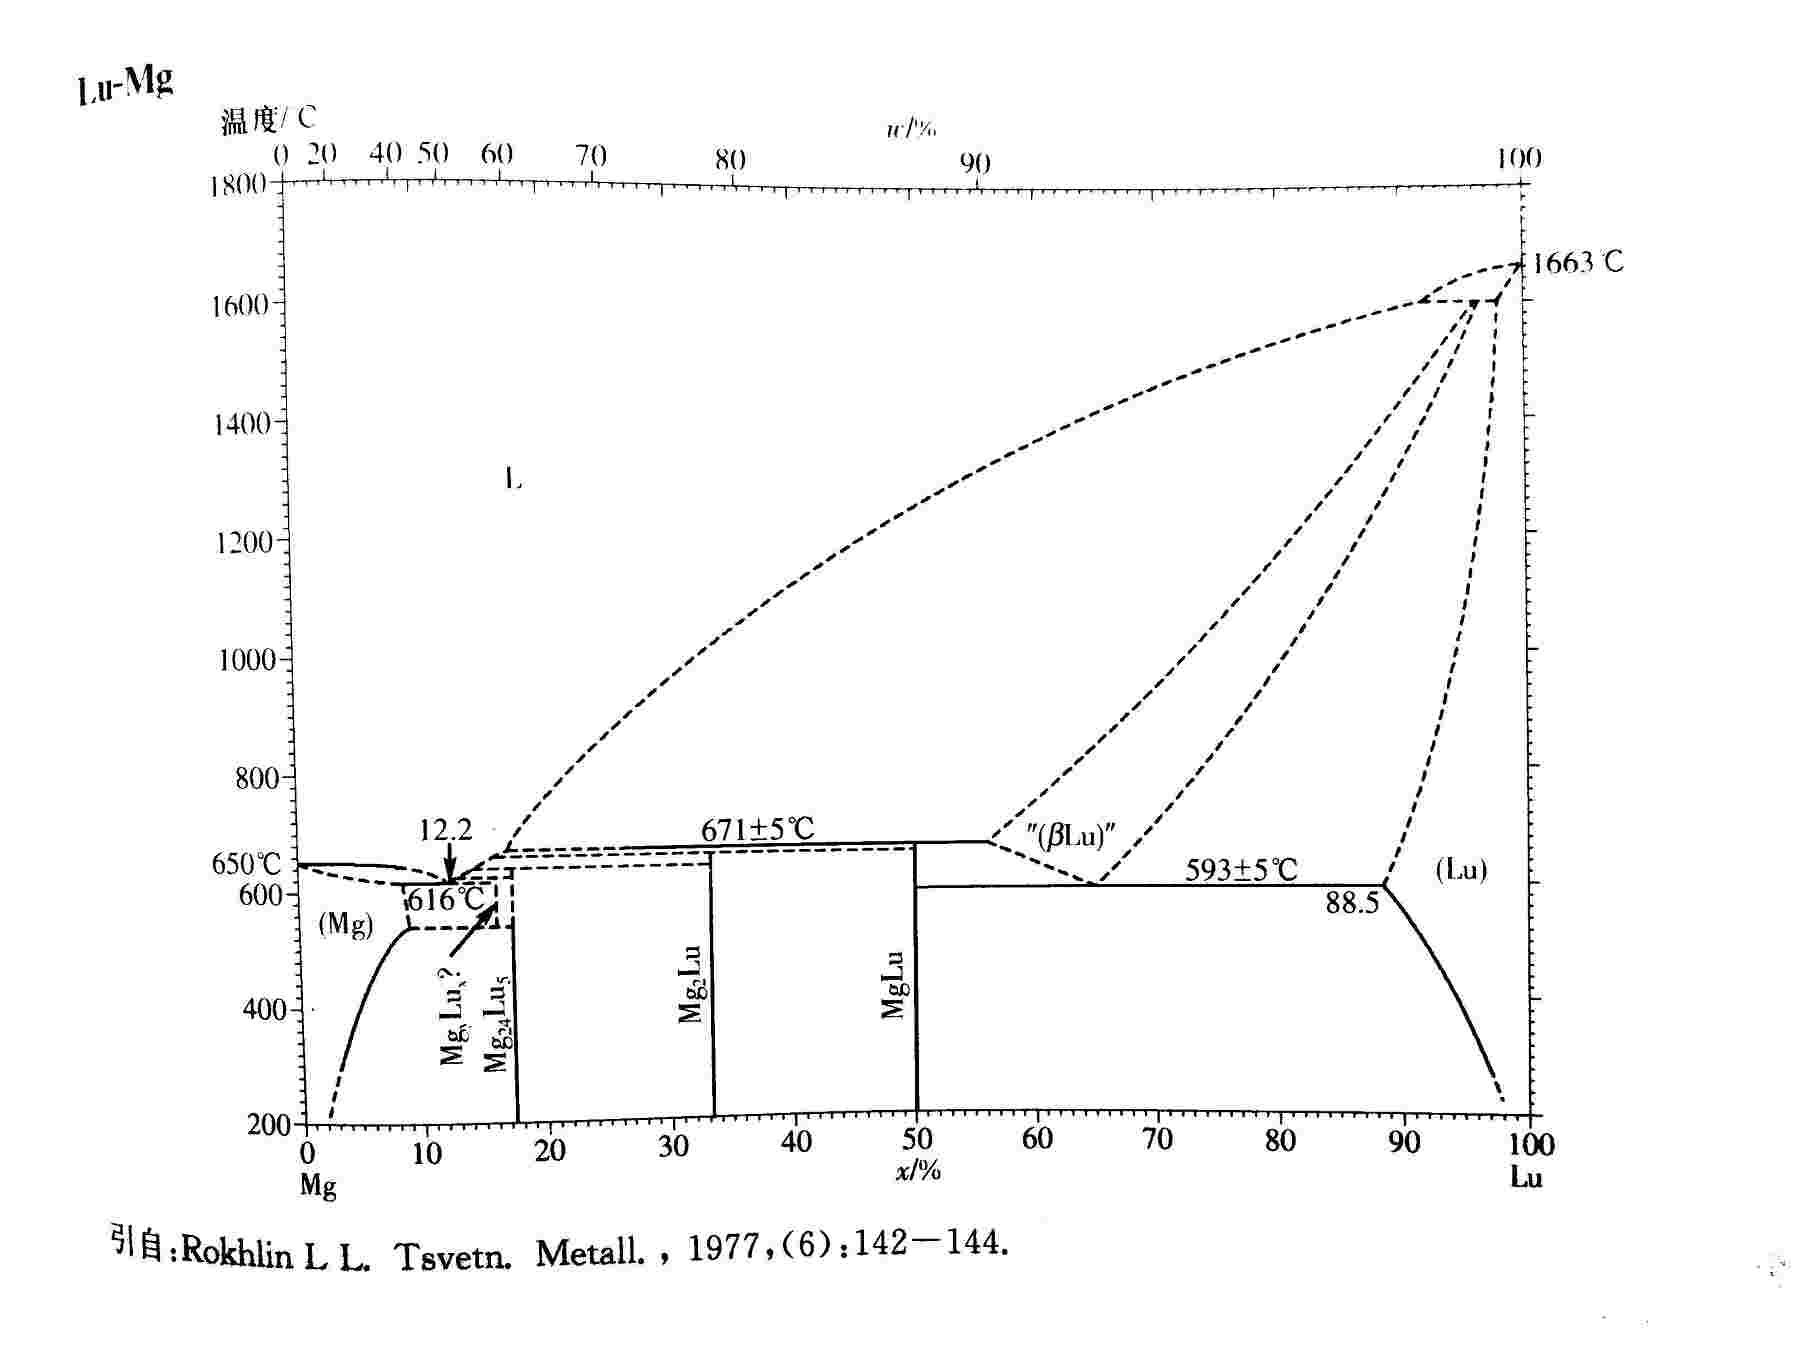 Lu-Mg
温度/ C
w/%
0 20 40 50 60 70 80 90 100
1800
1663℃
1600
1400
L
1200
1000
800
12.2
671±5℃
"(βLu)"
650℃
593±5℃
(Lu)
600
616℃
88.5
(Mg)
Mg₂Lu
MgLu
Mg₂₄Lu₅
400
200
0 10 20 30 40 50 60 70 80 90 100
x/%
Mg
Lu
引自:Rokhlin L L. Tsvetn. Metall., 1977,(6):142—144.